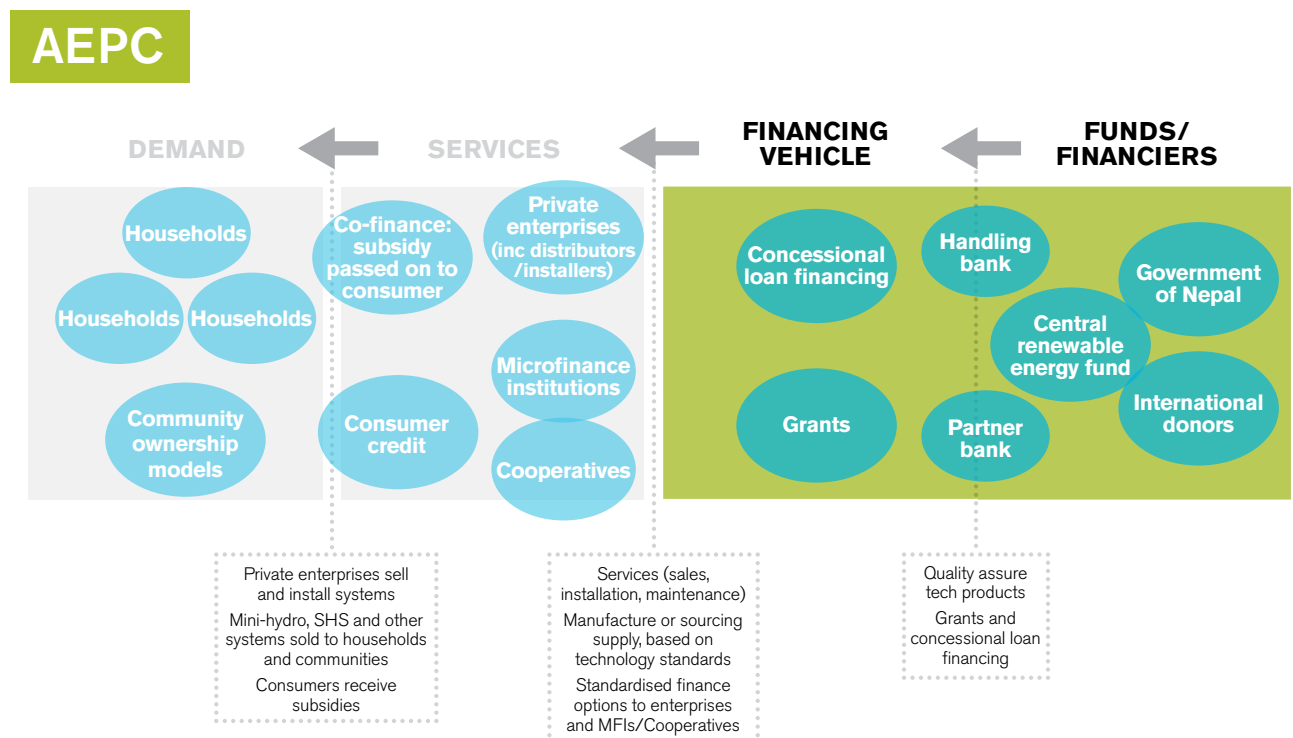 AEPC
DEMAND
SERVICES
FINANCING
VEHICLE
FUNDS/
FINANCIERS
Households
Households
Households
Community
ownership
models
Co-finance:
subsidy
passed on to
consumer
Consumer
credit
Private
enterprises
(inc distributors
/installers)
Microfinance
institutions
Cooperatives
Concessional
loan financing
Grants
Handling
bank
Central
renewable
energy fund
Partner
bank
Government
of Nepal
International
donors
Private enterprises sell
and install systems
Mini-hydro, SHS and other
systems sold to households
and communities
Consumers receive
subsidies
Services (sales,
installation, maintenance)
Manufacture or sourcing
supply, based on
technology standards
Standardised finance
options to enterprises
and MFIs/Cooperatives
Quality assure
tech products
Grants and
concessional loan
financing